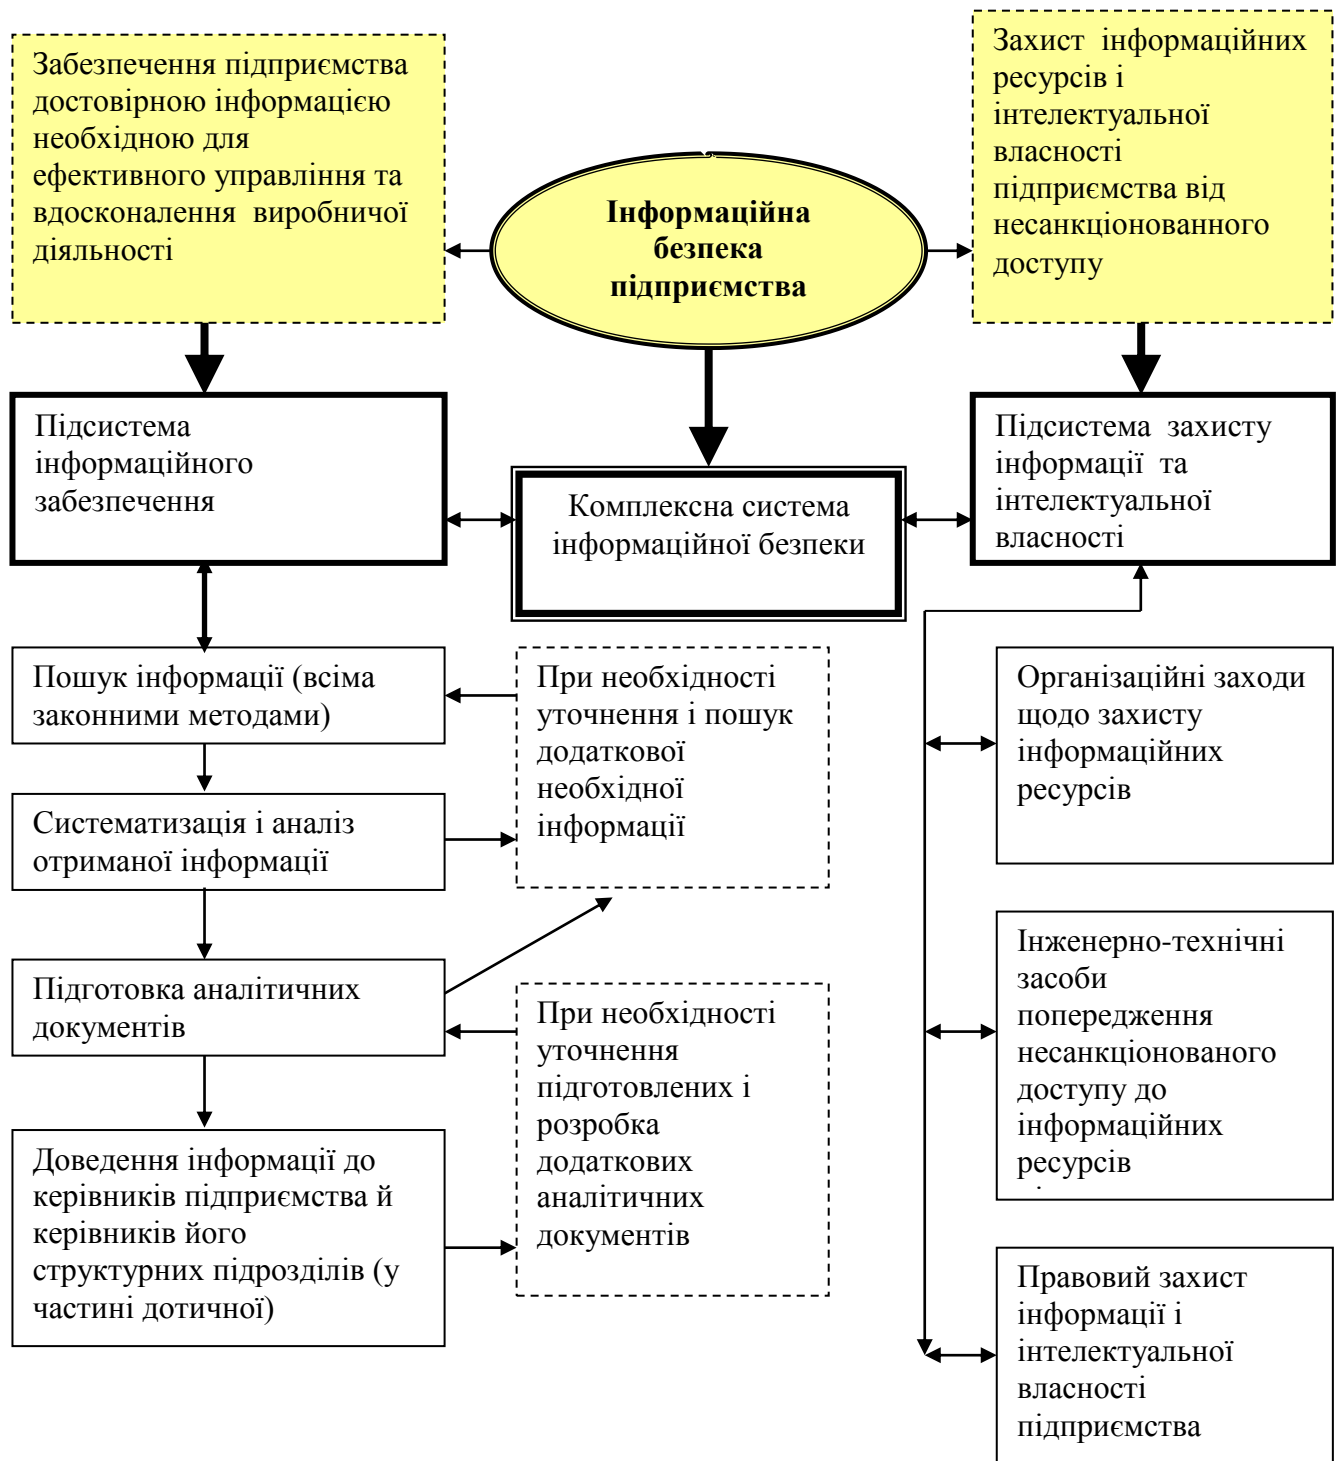 Забезпечення підприємства
достовірною інформацією
необхідною для
ефективного управління та
вдосконалення виробничої
діяльності
Інформаційна
безпека
підприємства
Захист інформаційних
ресурсів і
інтелектуальної
власності
підприємства від
несанкціонованного
доступу
Підсистема
інформаційного
забезпечення
Комплексна система
інформаційної безпеки
Підсистема захисту
інформації та
інтелектуальної
власності
Пошук інформації (всіма
законними методами)
При необхідності
уточнення і пошук
додаткової
необхідної
інформації
Організаційні заходи
щодо захисту
інформаційних
ресурсів
Систематизація і аналіз
отриманої інформації
Підготовка аналітичних
документів
При необхідності
уточнення
підготовлених і
розробка
додаткових
аналітичних
документів
Інженерно-технічні
засоби
попередження
несанкціонованого
доступу до
інформаційних
ресурсів
Доведення інформації до
керівників підприємства й
керівників його
структурних підрозділів (у
частині дотичної)
Правовий захист
інформації і
інтелектуальної
власності
підприємства